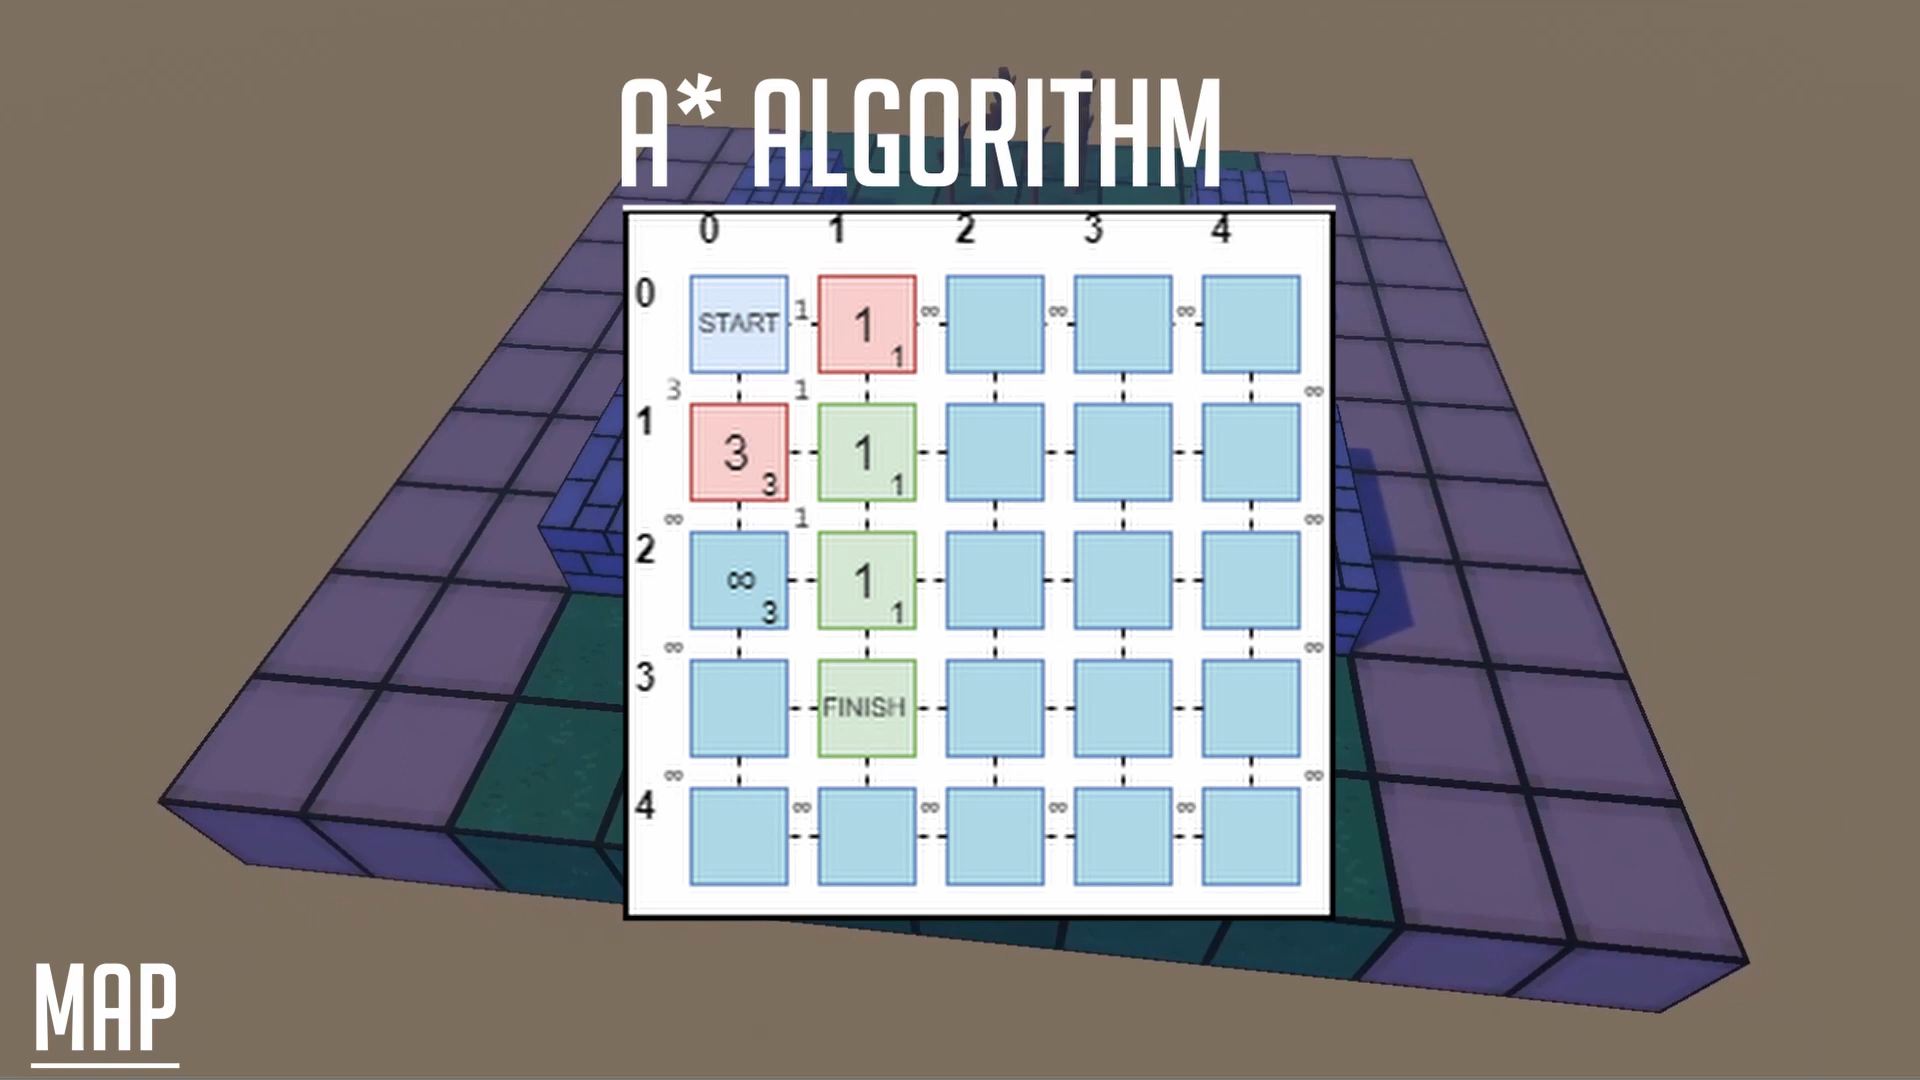 A* ALGORITHM
0 1 2 3 4
0 START 1 1 1 ∞ ∞ ∞
3 1 ∞
1 3 3 1 1
∞ 1 ∞
2 ∞ 3 1 1
∞ ∞
3 FINISH
∞ ∞
4 ∞ ∞ ∞ ∞
MAP